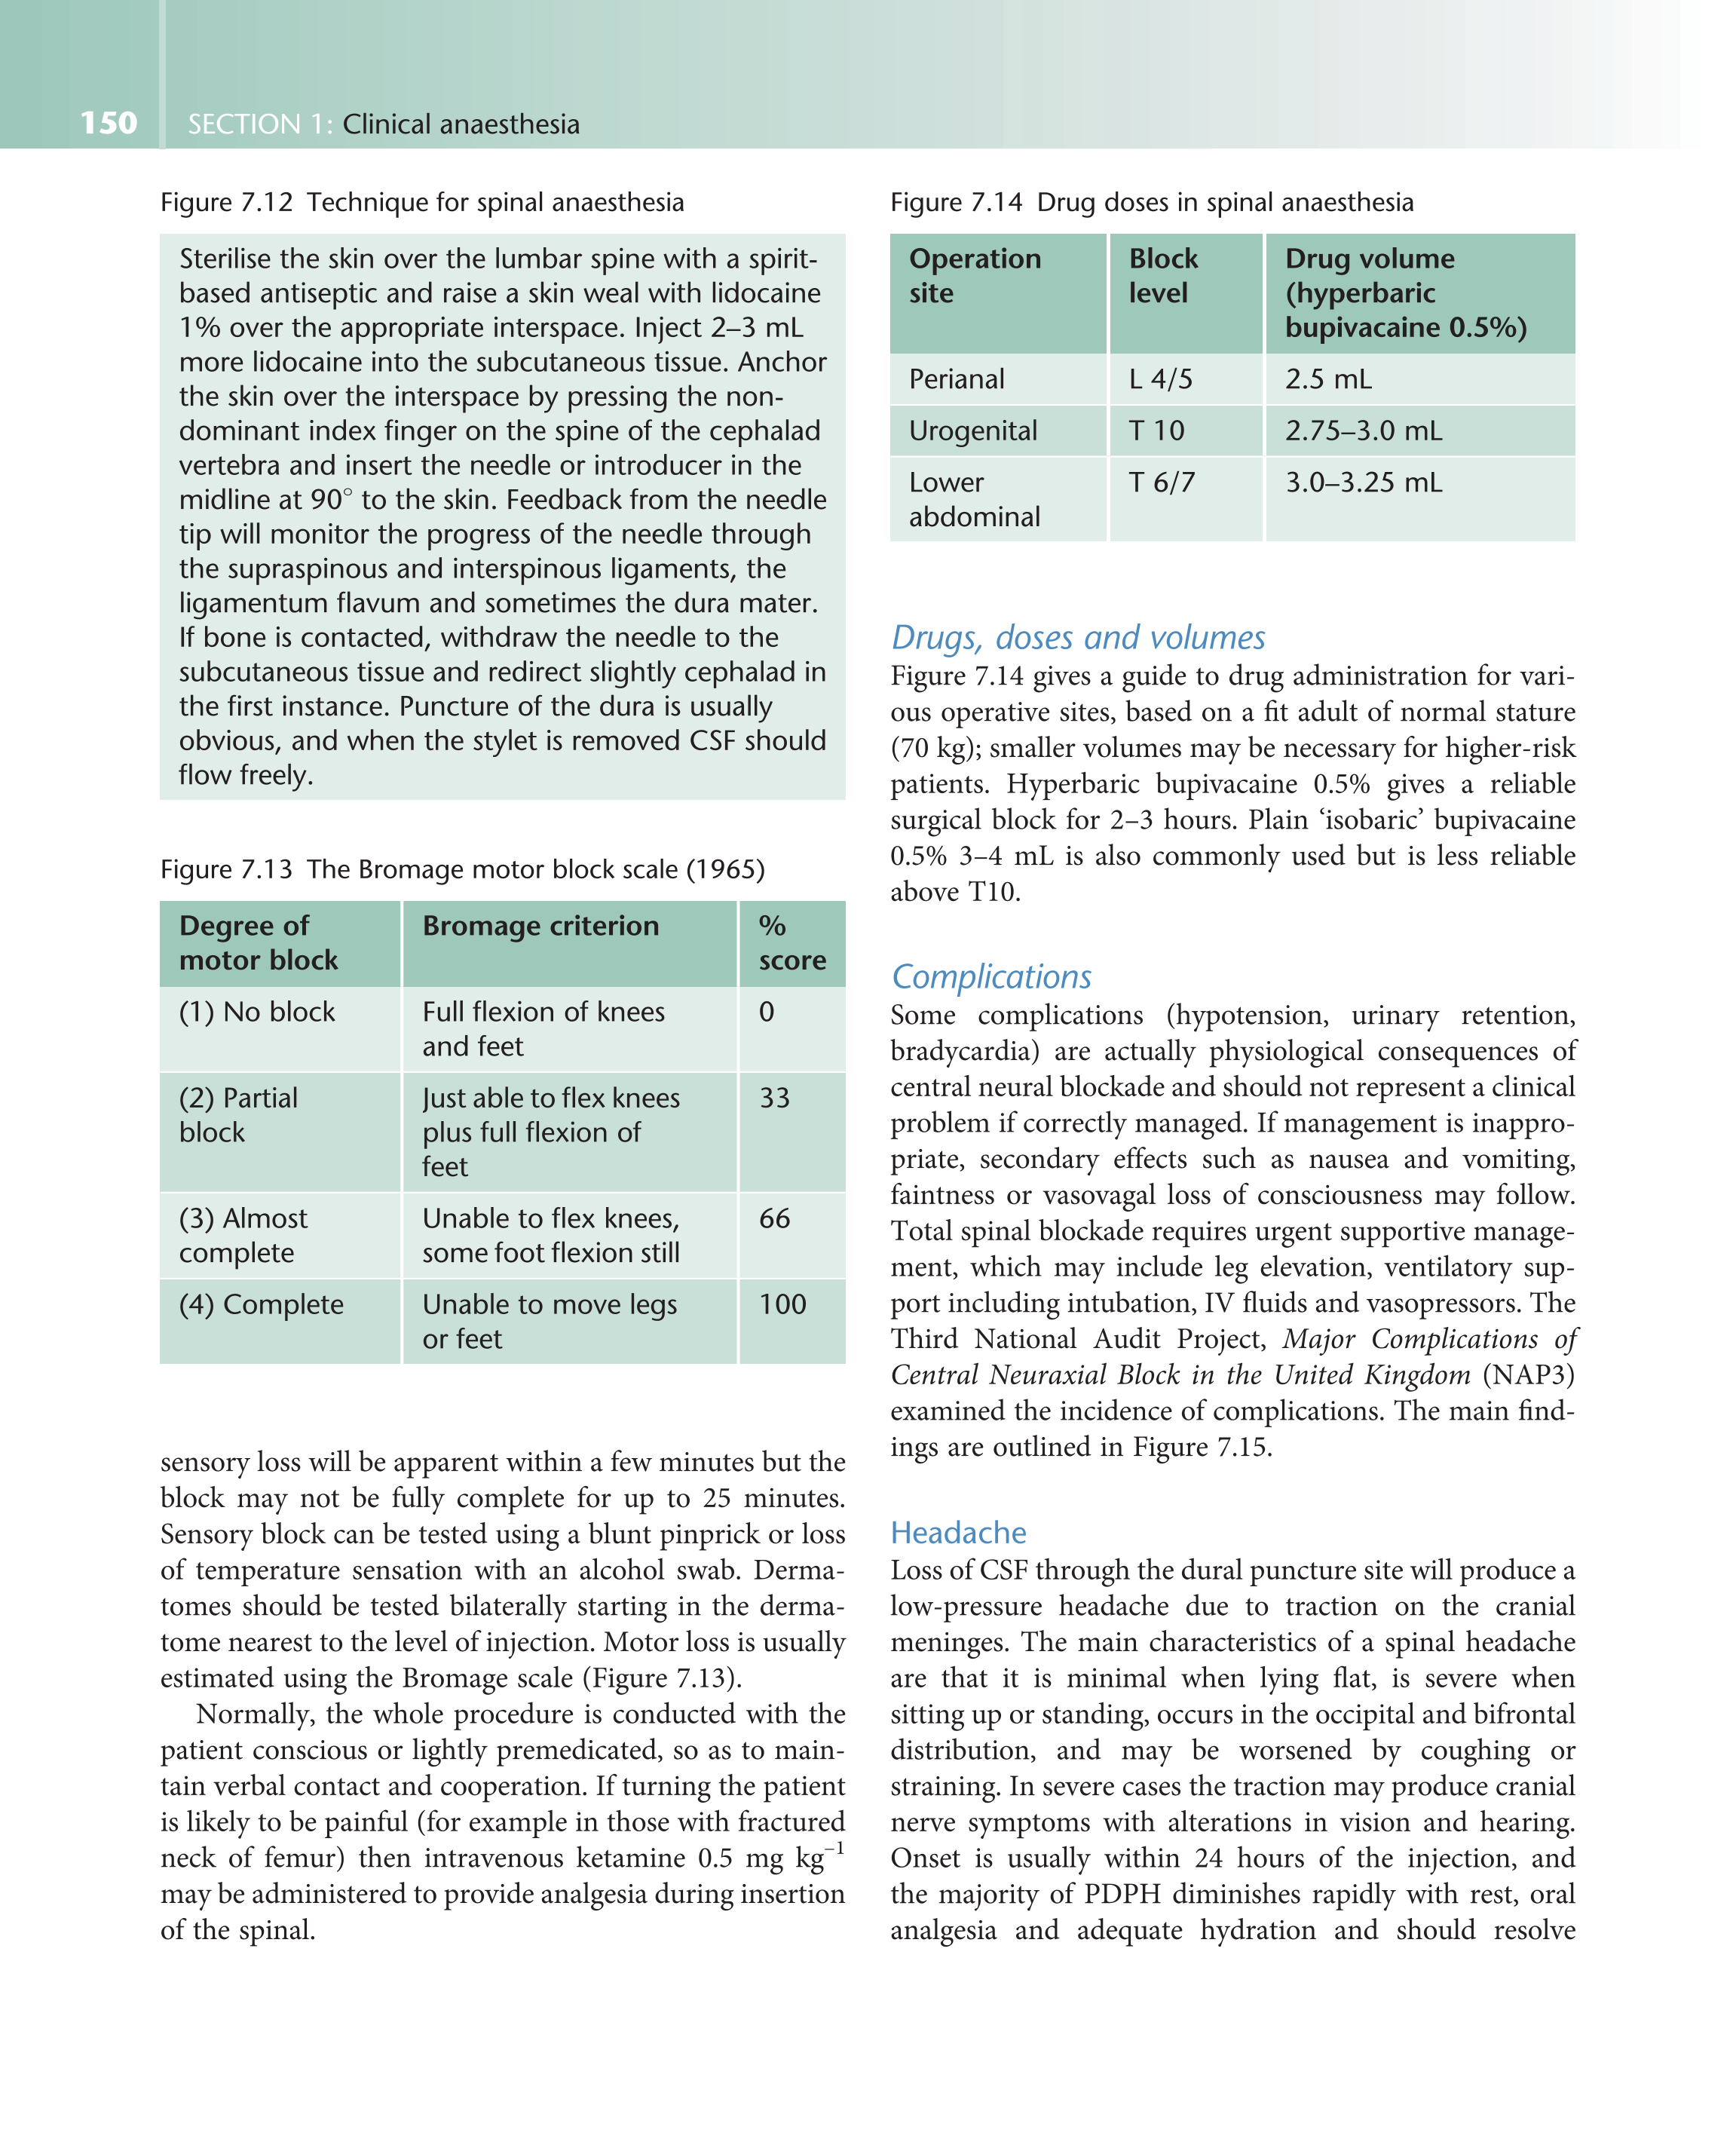 150
SECTION 1: Clinical anaesthesia
Figure 7.12 Technique for spinal anaesthesia
Sterilise the skin over the lumbar spine with a spirit-
based antiseptic and raise a skin weal with lidocaine
1% over the appropriate interspace. Inject 2–3 mL
more lidocaine into the subcutaneous tissue. Anchor
the skin over the interspace by pressing the non-
dominant index finger on the spine of the cephalad
vertebra and insert the needle or introducer in the
midline at 90° to the skin. Feedback from the needle
tip will monitor the progress of the needle through
the supraspinous and interspinous ligaments, the
ligamentum flavum and sometimes the dura mater.
If bone is contacted, withdraw the needle to the
subcutaneous tissue and redirect slightly cephalad in
the first instance. Puncture of the dura is usually
obvious, and when the stylet is removed CSF should
flow freely.
Figure 7.13 The Bromage motor block scale (1965)
Degree of
motor block
Bromage criterion
%
score
(1) No block
Full flexion of knees
and feet
0
(2) Partial
block
Just able to flex knees
plus full flexion of
feet
33
(3) Almost
complete
Unable to flex knees,
some foot flexion still
66
(4) Complete
Unable to move legs
or feet
100
sensory loss will be apparent within a few minutes but the
block may not be fully complete for up to 25 minutes.
Sensory block can be tested using a blunt pinprick or loss
of temperature sensation with an alcohol swab. Derma-
tomes should be tested bilaterally starting in the derma-
tome nearest to the level of injection. Motor loss is usually
estimated using the Bromage scale (Figure 7.13).
Normally, the whole procedure is conducted with the
patient conscious or lightly premedicated, so as to main-
tain verbal contact and cooperation. If turning the patient
is likely to be painful (for example in those with fractured
neck of femur) then intravenous ketamine 0.5 mg kg⁻¹
may be administered to provide analgesia during insertion
of the spinal.
Figure 7.14 Drug doses in spinal anaesthesia
Operation
site
Block
level
Drug volume
(hyperbaric
bupivacaine 0.5%)
Perianal
L 4/5
2.5 mL
Urogenital
T 10
2.75–3.0 mL
Lower
abdominal
T 6/7
3.0–3.25 mL
Drugs, doses and volumes
Figure 7.14 gives a guide to drug administration for vari-
ous operative sites, based on a fit adult of normal stature
(70 kg); smaller volumes may be necessary for higher-risk
patients. Hyperbaric bupivacaine 0.5% gives a reliable
surgical block for 2–3 hours. Plain ‘isobaric’ bupivacaine
0.5% 3–4 mL is also commonly used but is less reliable
above T10.
Complications
Some complications (hypotension, urinary retention,
bradycardia) are actually physiological consequences of
central neural blockade and should not represent a clinical
problem if correctly managed. If management is inappro-
priate, secondary effects such as nausea and vomiting,
faintness or vasovagal loss of consciousness may follow.
Total spinal blockade requires urgent supportive manage-
ment, which may include leg elevation, ventilatory sup-
port including intubation, IV fluids and vasopressors. The
Third National Audit Project, Major Complications of
Central Neuraxial Block in the United Kingdom (NAP3)
examined the incidence of complications. The main find-
ings are outlined in Figure 7.15.
Headache
Loss of CSF through the dural puncture site will produce a
low-pressure headache due to traction on the cranial
meninges. The main characteristics of a spinal headache
are that it is minimal when lying flat, is severe when
sitting up or standing, occurs in the occipital and bifrontal
distribution, and may be worsened by coughing or
straining. In severe cases the traction may produce cranial
nerve symptoms with alterations in vision and hearing.
Onset is usually within 24 hours of the injection, and
the majority of PDPH diminishes rapidly with rest, oral
analgesia and adequate hydration and should resolve